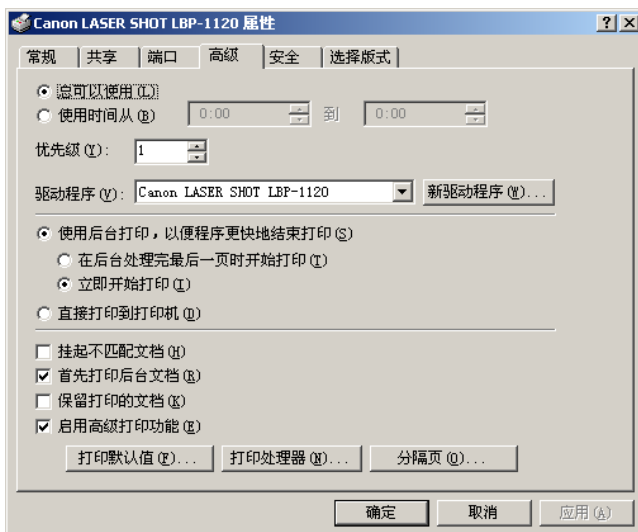 Canon LASER SHOT LBP-1120 属性
常规 共享 端口 高级 安全 选择版式
总可以使用(L)
使用时间从(B) 0:00 到 0:00
优先级(Y): 1
驱动程序(V): Canon LASER SHOT LBP-1120 新驱动程序(W)...
使用后台打印，以便程序更快地结束打印(S)
在后台处理完最后一页时开始打印(T)
立即开始打印(I)
直接打印到打印机(D)
挂起不匹配文档(H)
首先打印后台文档(R)
保留打印的文档(K)
启用高级打印功能(E)
打印默认值(F)... 打印处理器(N)... 分隔页(O)...
确定 取消 应用(A)